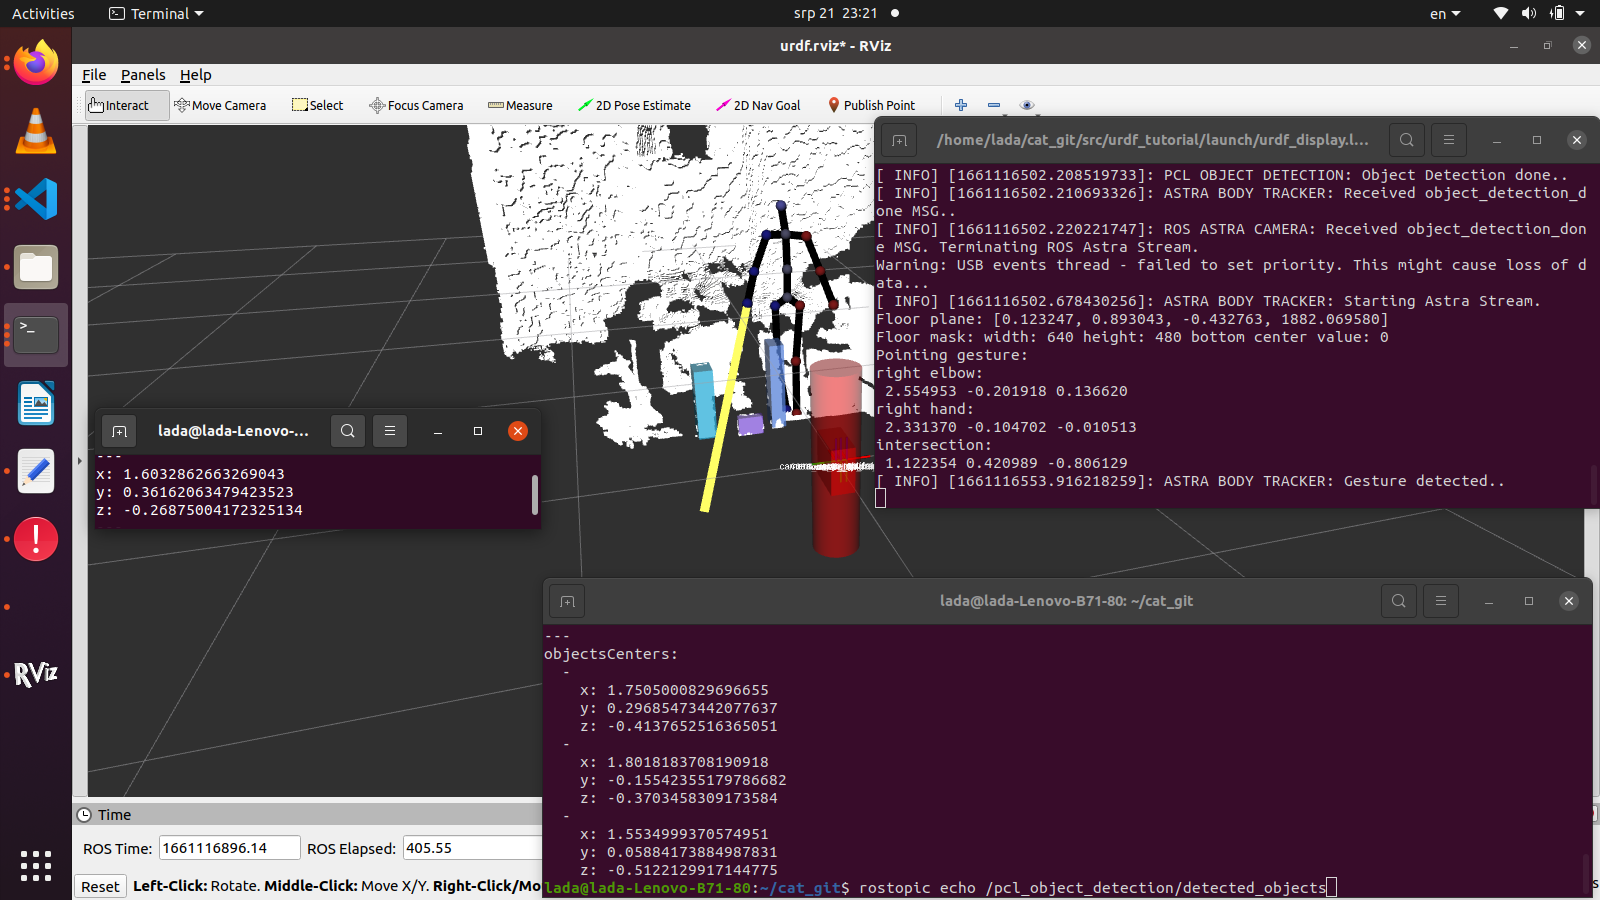 Activities
Terminal
srp 21 23:21
en
urdf.rviz* - RViz
File Panels Help
Interact Move Camera Select Focus Camera Measure 2D Pose Estimate 2D Nav Goal Publish Point
/home/lada/cat_git/src/urdf_tutorial/launch/urdf_display.l...
[ INFO] [1661116502.208519733]: PCL OBJECT DETECTION: Object Detection done..
[ INFO] [1661116502.210693326]: ASTRA BODY TRACKER: Received object_detection_d
one MSG..
[ INFO] [1661116502.220221747]: ROS ASTRA CAMERA: Received object_detection_don
e MSG. Terminating ROS Astra Stream.
Warning: USB events thread - failed to set priority. This might cause loss of d
ata...
[ INFO] [1661116502.678430256]: ASTRA BODY TRACKER: Starting Astra Stream.
Floor plane: [0.123247, 0.893043, -0.432763, 1882.069580]
Floor mask: width: 640 height: 480 bottom center value: 0
Pointing gesture:
right elbow:
2.554953 -0.201918 0.136620
right hand:
2.331370 -0.104702 -0.010513
intersection:
1.122354 0.420989 -0.806129
[ INFO] [1661116553.916218259]: ASTRA BODY TRACKER: Gesture detected..
lada@lada-Lenovo-...
---
x: 1.6032862663269043
y: 0.36162063479423523
z: -0.26875004172325134
---
lada@lada-Lenovo-B71-80: ~/cat_git
---
objectsCenters:
-
x: 1.7505000829696655
y: 0.29685473442077637
z: -0.4137652516365051
-
x: 1.8018183708190918
y: -0.15542355179786682
z: -0.3703458309173584
-
x: 1.5534999370574951
y: 0.05884173884987831
z: -0.5122129917144775
lada@lada-Lenovo-B71-80:~/cat_git$ rostopic echo /pcl_object_detection/detected_objects
RViz
Time
ROS Time: 1661116896.14 ROS Elapsed: 405.55
Reset Left-Click: Rotate. Middle-Click: Move X/Y. Right-Click/Mo